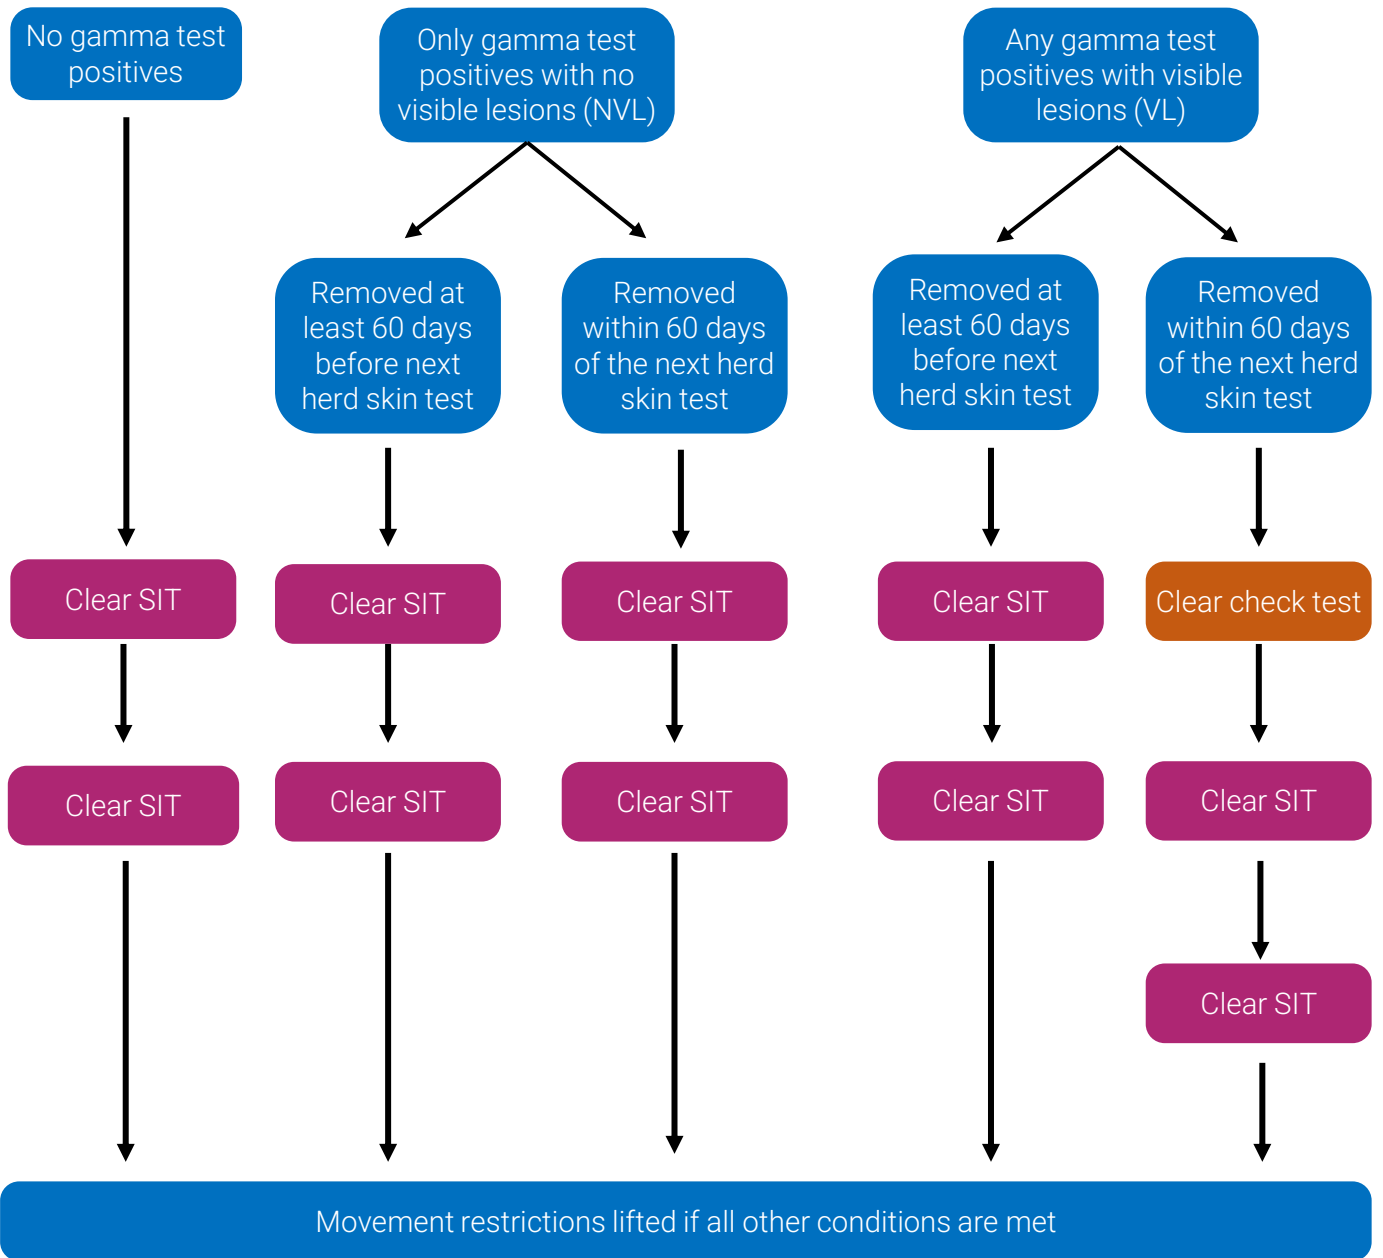 No gamma test
positives
Only gamma test
positives with no
visible lesions (NVL)
Any gamma test
positives with visible
lesions (VL)
Removed at
least 60 days
before next
herd skin test
Removed
within 60 days
of the next herd
skin test
Removed at
least 60 days
before next
herd skin test
Removed
within 60 days
of the next herd
skin test
Clear SIT
Clear SIT
Clear SIT
Clear SIT
Clear check test
Clear SIT
Clear SIT
Clear SIT
Clear SIT
Clear SIT
Clear SIT
Movement restrictions lifted if all other conditions are met